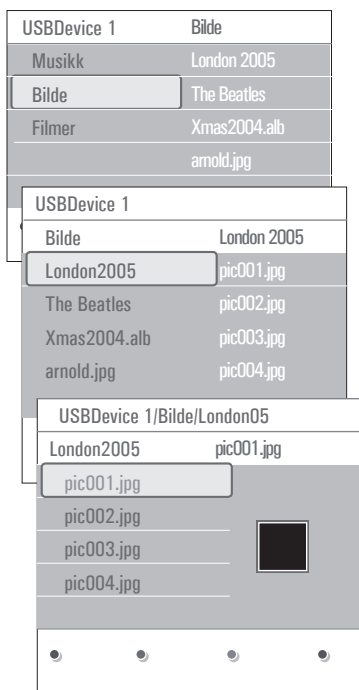 USBDevice 1 Bilde
Musikk London 2005
Bilde The Beatles
Filmer Xmas2004.alb
arnold.jpg
USBDevice 1
Bilde London 2005
London2005 pic001.jpg
The Beatles pic002.jpg
Xmas2004.alb pic003.jpg
arnold.jpg pic004.jpg
USBDevice 1/Bilde/London05
London2005 pic001.jpg
pic001.jpg
pic002.jpg
pic003.jpg
pic004.jpg